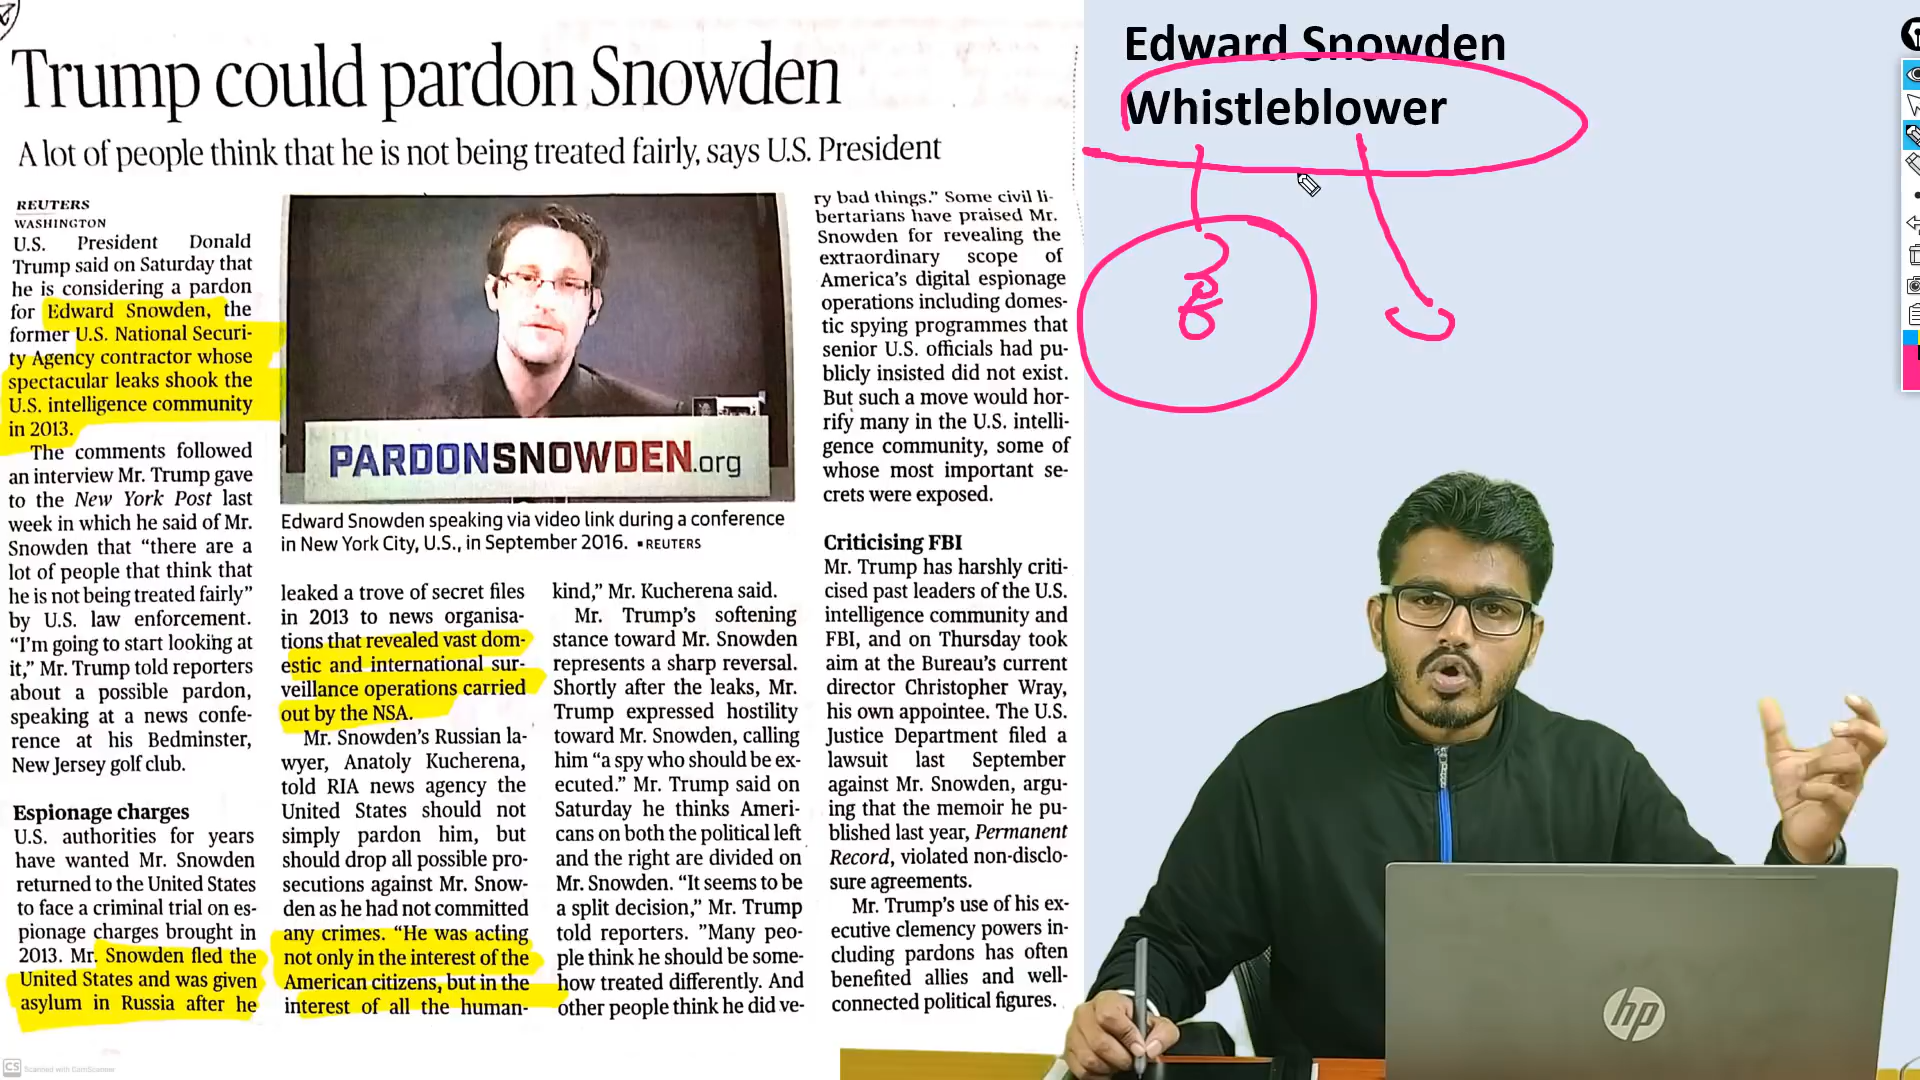 Trump could pardon Snowden
A lot of people think that he is not being treated fairly, says U.S. President
REUTERS
WASHINGTON
U.S. President Donald
Trump said on Saturday that
he is considering a pardon
for Edward Snowden, the
former U.S. National Securi-
ty Agency contractor whose
spectacular leaks shook the
U.S. intelligence community
in 2013.
The comments followed
an interview Mr. Trump gave
to the New York Post last
week in which he said of Mr.
Snowden that “there are a
lot of people that think that
he is not being treated fairly”
by U.S. law enforcement.
“I'm going to start looking at
it,” Mr. Trump told reporters
about a possible pardon,
speaking at a news confe-
rence at his Bedminster,
New Jersey golf club.
Espionage charges
U.S. authorities for years
have wanted Mr. Snowden
returned to the United States
to face a criminal trial on es-
pionage charges brought in
2013. Mr. Snowden fled the
United States and was given
asylum in Russia after he
PARDONSNOWDEN.org
Edward Snowden speaking via video link during a conference
in New York City, U.S., in September 2016. ▪ REUTERS
leaked a trove of secret files
in 2013 to news organisa-
tions that revealed vast dom-
estic and international sur-
veillance operations carried
out by the NSA.
Mr. Snowden's Russian la-
wyer, Anatoly Kucherena,
told RIA news agency the
United States should not
simply pardon him, but
should drop all possible pro-
secutions against Mr. Snow-
den as he had not committed
any crimes. “He was acting
not only in the interest of the
American citizens, but in the
interest of all the human-
kind,” Mr. Kucherena said.
Mr. Trump's softening
stance toward Mr. Snowden
represents a sharp reversal.
Shortly after the leaks, Mr.
Trump expressed hostility
toward Mr. Snowden, calling
him “a spy who should be ex-
ecuted.” Mr. Trump said on
Saturday he thinks Ameri-
cans on both the political left
and the right are divided on
Mr. Snowden. “It seems to be
a split decision,” Mr. Trump
told reporters. ”Many peo-
ple think he should be some-
how treated differently. And
other people think he did ve-
ry bad things.” Some civil li-
bertarians have praised Mr.
Snowden for revealing the
extraordinary scope of
America's digital espionage
operations including domes-
tic spying programmes that
senior U.S. officials had pu-
blicly insisted did not exist.
But such a move would hor-
rify many in the U.S. intelli-
gence community, some of
whose most important se-
crets were exposed.
Criticising FBI
Mr. Trump has harshly criti-
cised past leaders of the U.S.
intelligence community and
FBI, and on Thursday took
aim at the Bureau's current
director Christopher Wray,
his own appointee. The U.S.
Justice Department filed a
lawsuit last September
against Mr. Snowden, argu-
ing that the memoir he pu-
blished last year, Permanent
Record, violated non-disclo-
sure agreements.
Mr. Trump's use of his ex-
ecutive clemency powers in-
cluding pardons has often
benefited allies and well-
connected political figures.
CS Scanned with CamScanner
Edward Snowden
Whistleblower
hp